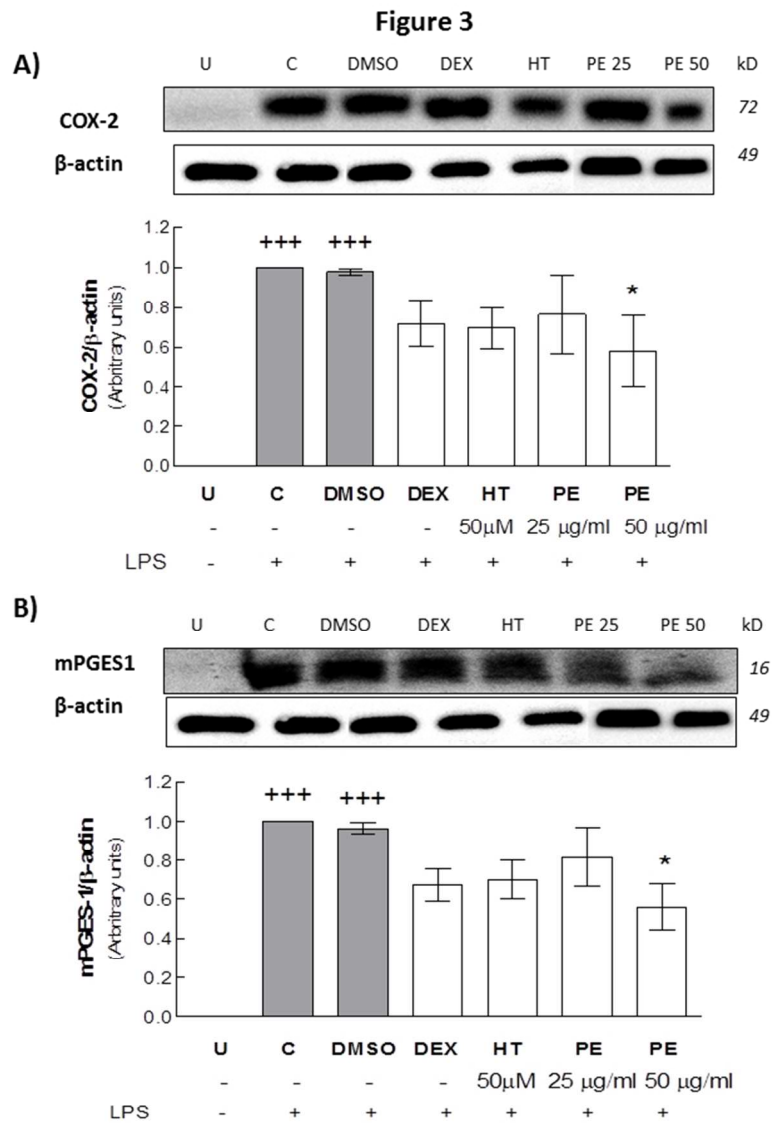 Figure 3
A)
U C DMSO DEX HT PE 25 PE 50 kD
COX-2 72
β-actin 49
COX-2/β-actin
(Arbritrary units)
1.2
1.0
0.8
0.6
0.4
0.2
0.0
+++ +++
*
U C DMSO DEX HT PE PE
- - - - 50μM 25 μg/ml 50 μg/ml
LPS - + + + + + +
B)
U C DMSO DEX HT PE 25 PE 50 kD
mPGES1 16
β-actin 49
mPGES-1/β-actin
(Arbritrary units)
1.2
1.0
0.8
0.6
0.4
0.2
0.0
+++ +++
*
U C DMSO DEX HT PE PE
- - - - 50μM 25 μg/ml 50 μg/ml
LPS - + + + + + +